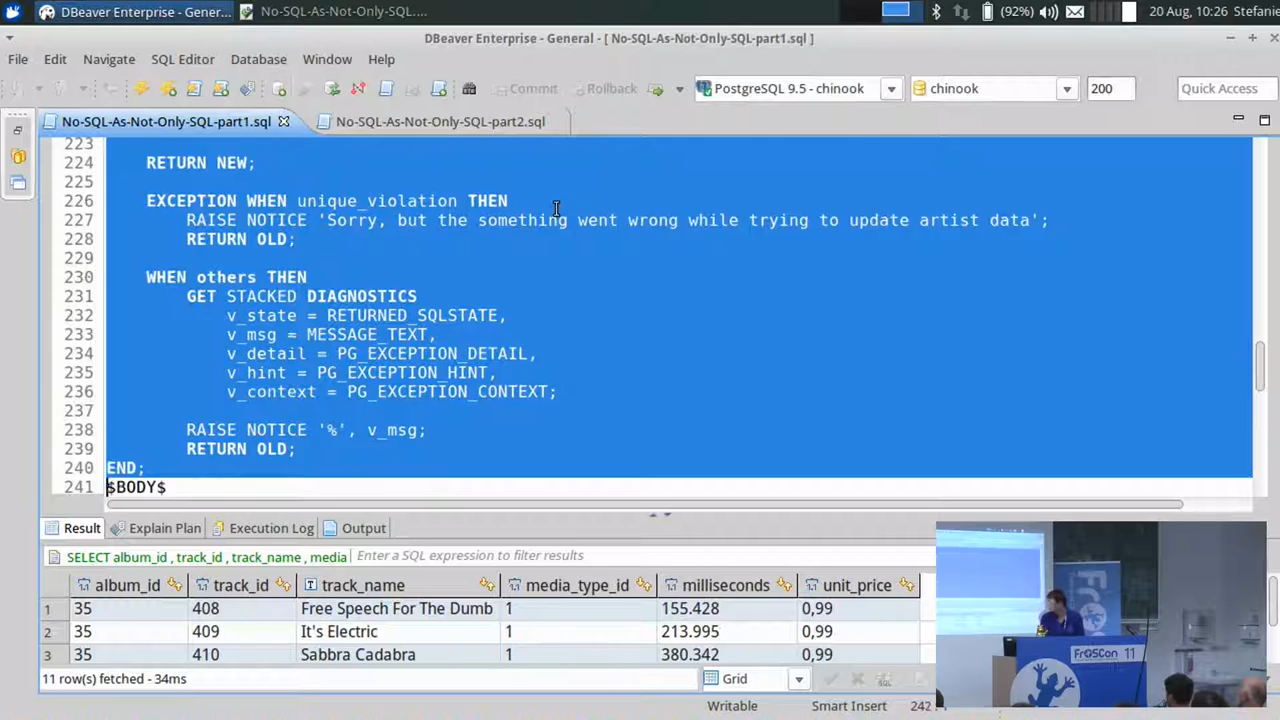 DBeaver Enterprise - Gener...
No-SQL-As-Not-Only-SQL....
(92%)
20 Aug, 10:26
Stefanie
DBeaver Enterprise - General - [ No-SQL-As-Not-Only-SQL-part1.sql ]
File Edit Navigate SQL Editor Database Window Help
Commit Rollback PostgreSQL 9.5 - chinook chinook 200 Quick Access
No-SQL-As-Not-Only-SQL-part1.sql No-SQL-As-Not-Only-SQL-part2.sql
223
224 RETURN NEW;
225
226 EXCEPTION WHEN unique_violation THEN
227 RAISE NOTICE 'Sorry, but the something went wrong while trying to update artist data';
228 RETURN OLD;
229
230 WHEN others THEN
231 GET STACKED DIAGNOSTICS
232 v_state = RETURNED_SQLSTATE,
233 v_msg = MESSAGE_TEXT,
234 v_detail = PG_EXCEPTION_DETAIL,
235 v_hint = PG_EXCEPTION_HINT,
236 v_context = PG_EXCEPTION_CONTEXT;
237
238 RAISE NOTICE '%', v_msg;
239 RETURN OLD;
240 END;
241 $BODY$
Result Explain Plan Execution Log Output
SELECT album_id , track_id , track_name , media Enter a SQL expression to filter results
album_id track_id track_name media_type_id milliseconds unit_price
1 35 408 Free Speech For The Dumb 1 155.428 0,99
2 35 409 It's Electric 1 213.995 0,99
3 35 410 Sabbra Cadabra 1 380.342 0,99
11 row(s) fetched - 34ms Grid
Writable Smart Insert 242
FrOSCon 11